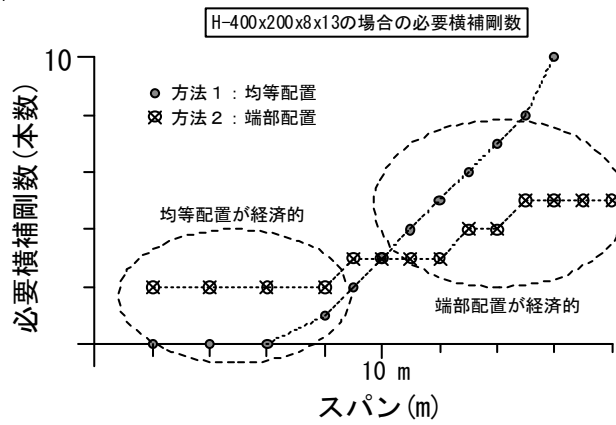 H-400x200x8x13の場合の必要横補剛数
10
方法1：均等配置
方法2：端部配置
必要横補剛数(本数)
均等配置が経済的
端部配置が経済的
10 m
スパン(m)